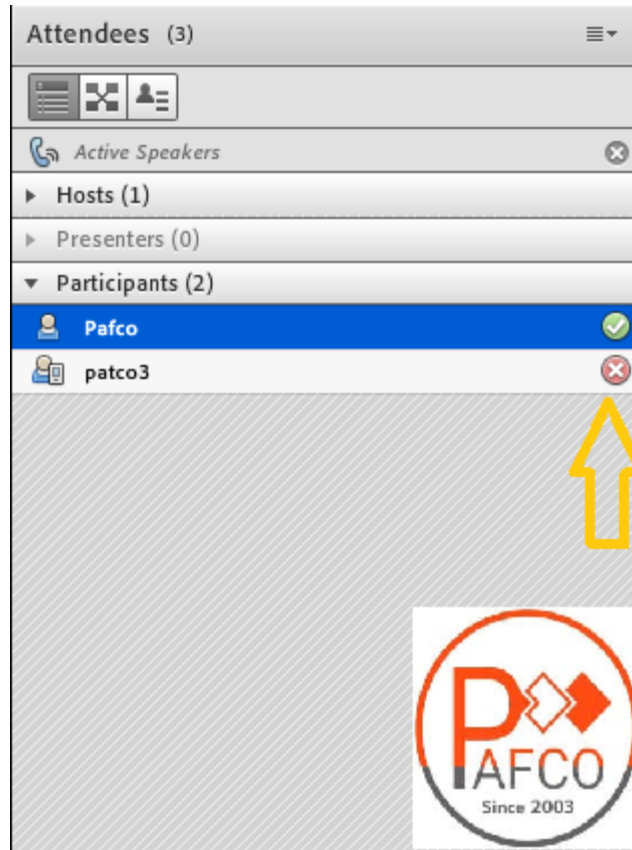 Attendees (3)
Active Speakers
Hosts (1)
Presenters (0)
Participants (2)
Pafco
patco3
PAFCO
Since 2003